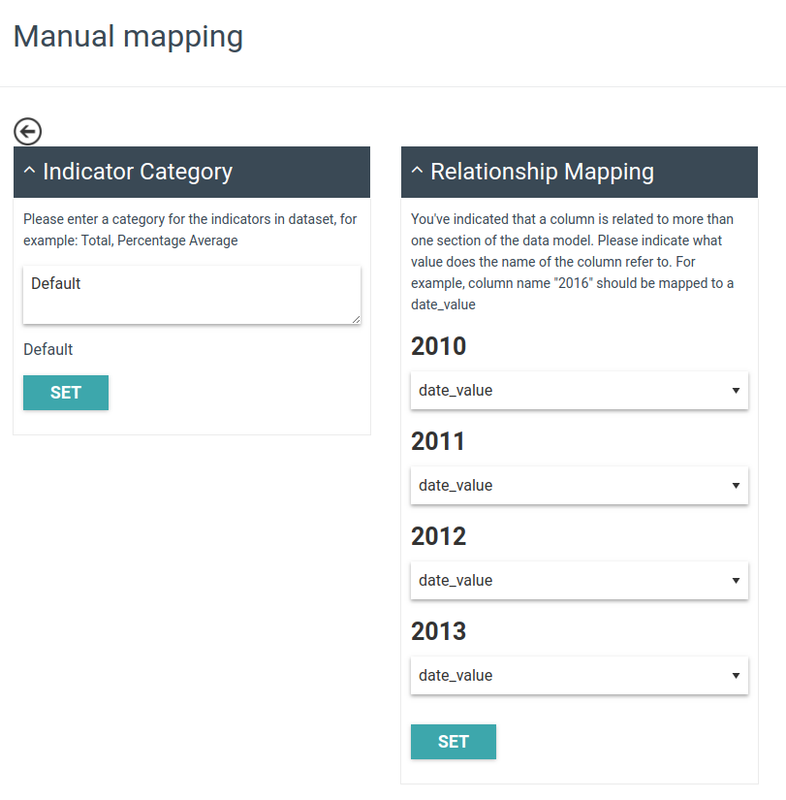 Manual mapping
Indicator Category
Please enter a category for the indicators in dataset, for
example: Total, Percentage Average
Default
Default
SET
Relationship Mapping
You've indicated that a column is related to more than
one section of the data model. Please indicate what
value does the name of the column refer to. For
example, column name "2016" should be mapped to a
date_value
2010
date_value
2011
date_value
2012
date_value
2013
date_value
SET